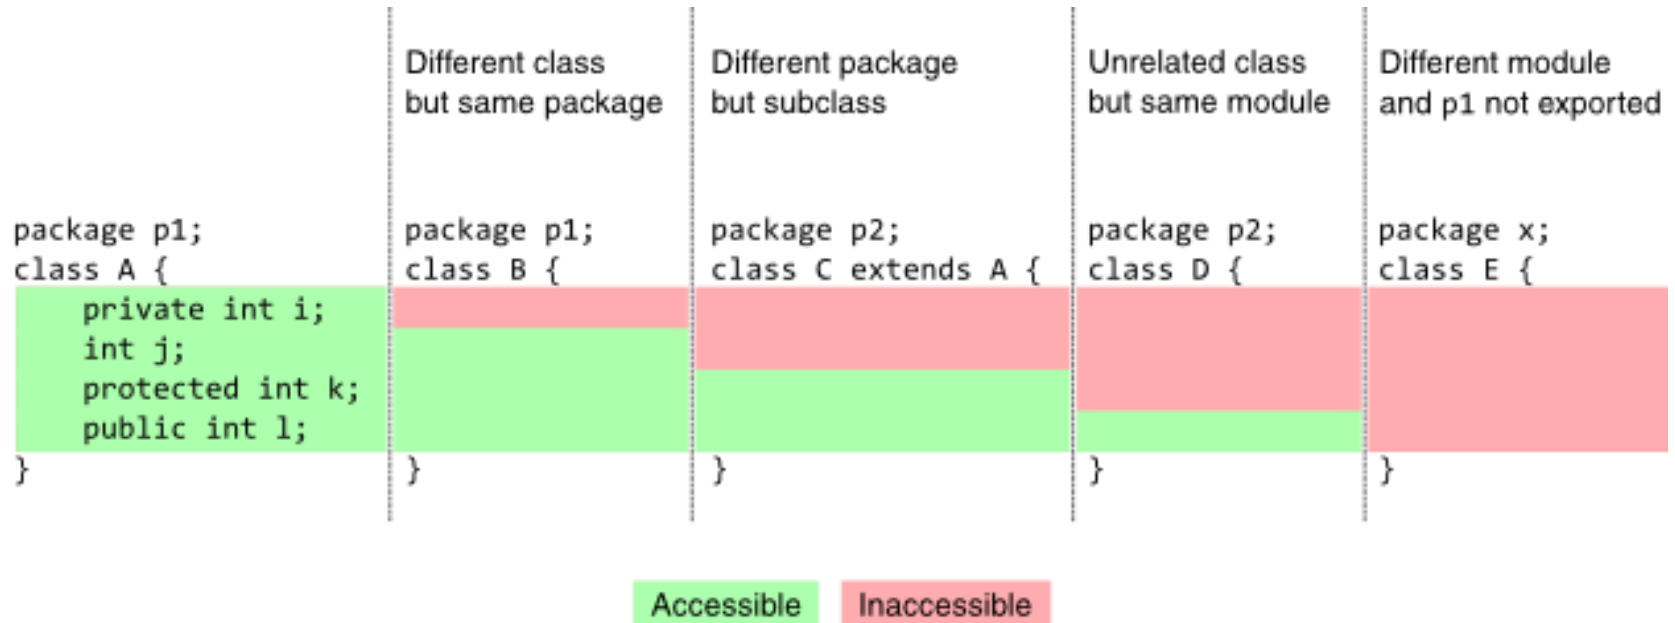 Different class
but same package
Different package
but subclass
Unrelated class
but same module
Different module
and p1 not exported
package p1;
class A {
private int i;
int j;
protected int k;
public int l;
}
package p1;
class B {
}
package p2;
class C extends A {
}
package p2;
class D {
}
package x;
class E {
}
Accessible
Inaccessible